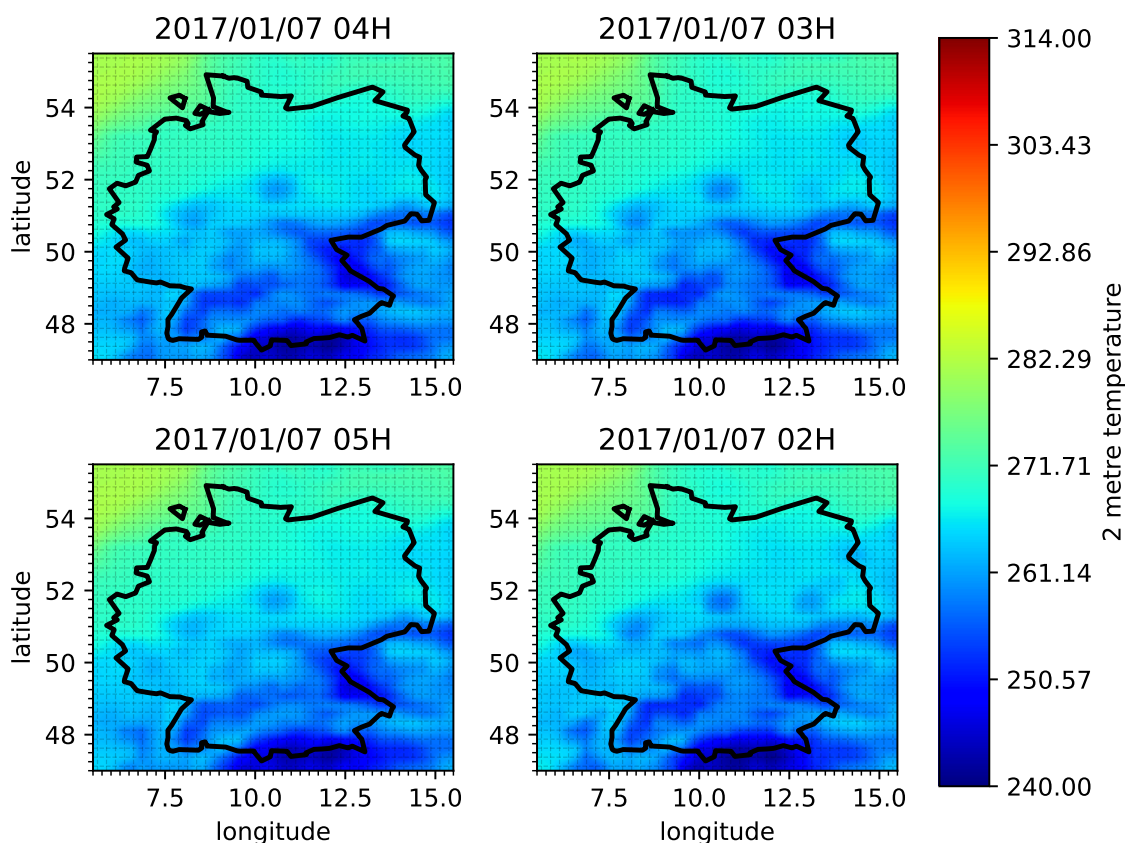 2017/01/07 04H
2017/01/07 03H
314.00
303.43
292.86
282.29
271.71
261.14
250.57
240.00
2 metre temperature
latitude
54
52
50
48
54
52
50
48
7.5 10.0 12.5 15.0
7.5 10.0 12.5 15.0
2017/01/07 05H
2017/01/07 02H
latitude
54
52
50
48
54
52
50
48
7.5 10.0 12.5 15.0
7.5 10.0 12.5 15.0
longitude
longitude